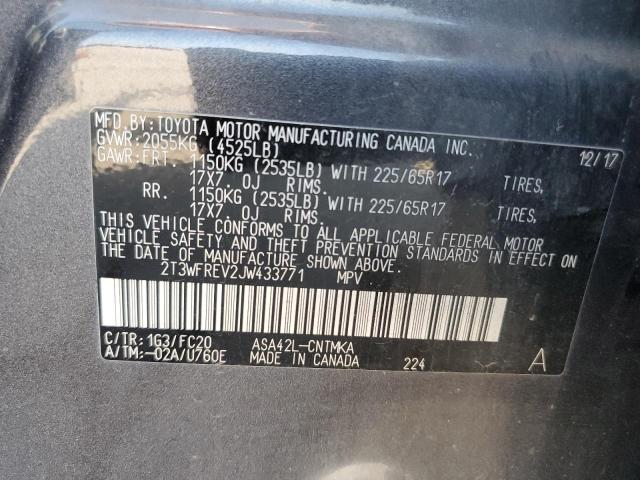 MFD.BY:TOYOTA MOTOR MANUFACTURING CANADA INC.
GVWR:2055KG (4525LB) 12/17
GAWR:FRT. 1150KG (2535LB) WITH 225/65R17 TIRES,
17X7. 0J RIMS.
RR. 1150KG (2535LB) WITH 225/65R17 TIRES,
17X7. 0J RIMS.
THIS VEHICLE CONFORMS TO ALL APPLICABLE FEDERAL MOTOR
VEHICLE SAFETY AND THEFT PREVENTION STANDARDS IN EFFECT ON
THE DATE OF MANUFACTURE SHOWN ABOVE.
2T3WFREV2JW433771 MPV
C/TR:1G3/FC20 ASA42L-CNTMKA
A/TM:-02A/U760E MADE IN CANADA 224 A